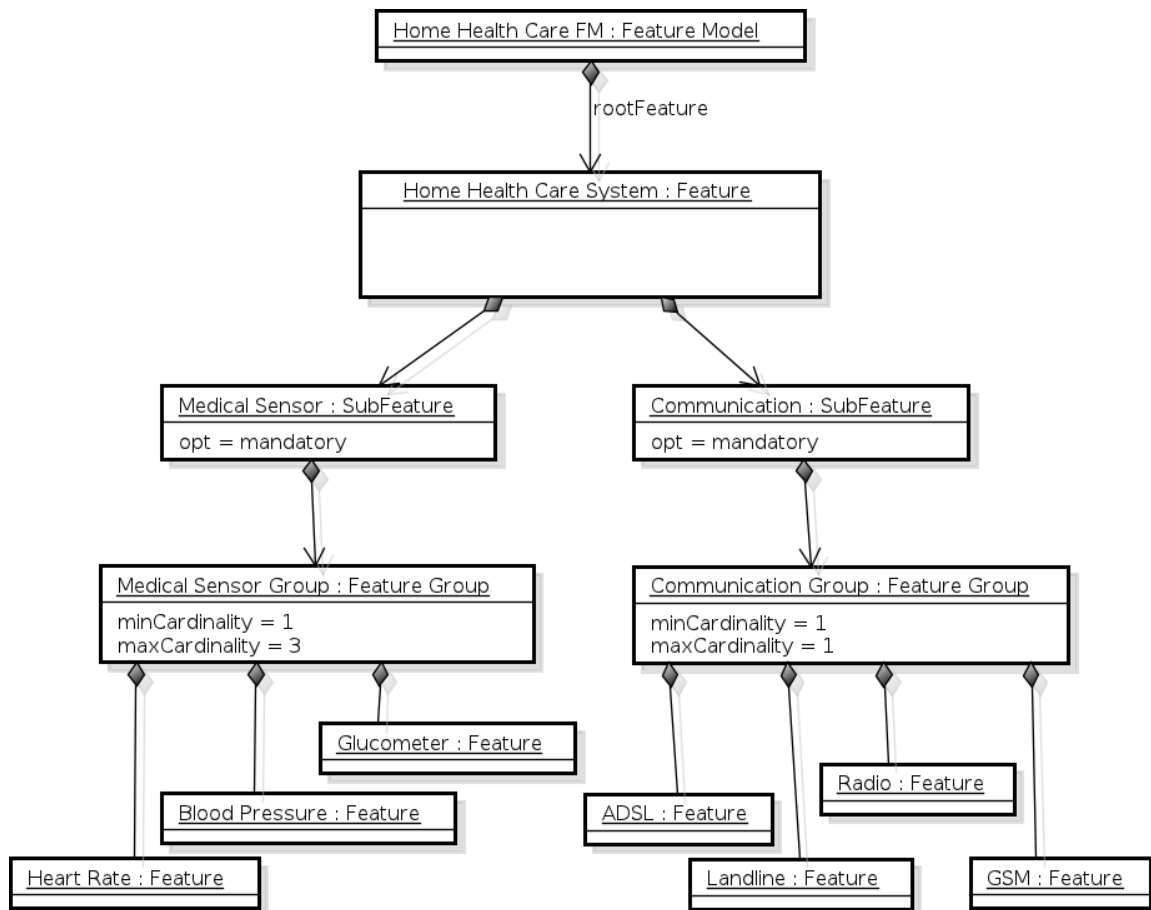 Home Health Care FM : Feature Model
rootFeature
Home Health Care System : Feature
Medical Sensor : SubFeature
opt = mandatory
Communication : SubFeature
opt = mandatory
Medical Sensor Group : Feature Group
minCardinality = 1
maxCardinality = 3
Communication Group : Feature Group
minCardinality = 1
maxCardinality = 1
Glucometer : Feature
Radio : Feature
Blood Pressure : Feature
ADSL : Feature
Heart Rate : Feature
Landline : Feature
GSM : Feature